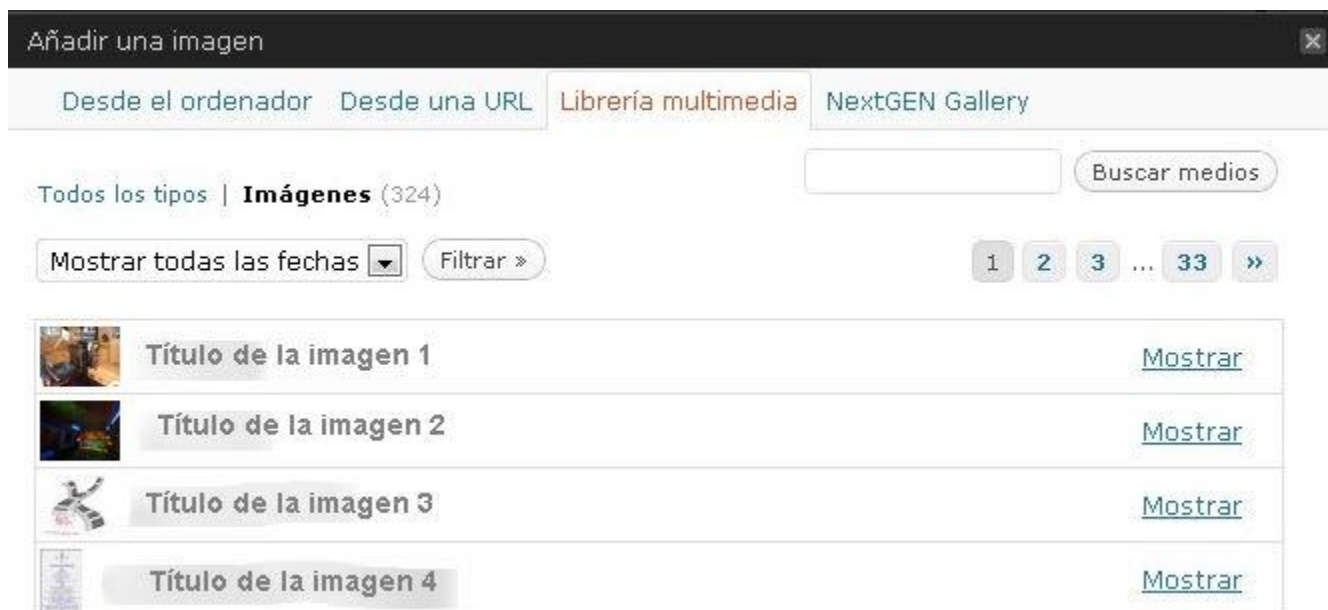 Añadir una imagen
Desde el ordenador Desde una URL Librería multimedia NextGEN Gallery
Buscar medios
Todos los tipos | Imágenes (324)
Mostrar todas las fechas Filtrar » 1 2 3 ... 33 »
Título de la imagen 1 Mostrar
Título de la imagen 2 Mostrar
Título de la imagen 3 Mostrar
Título de la imagen 4 Mostrar